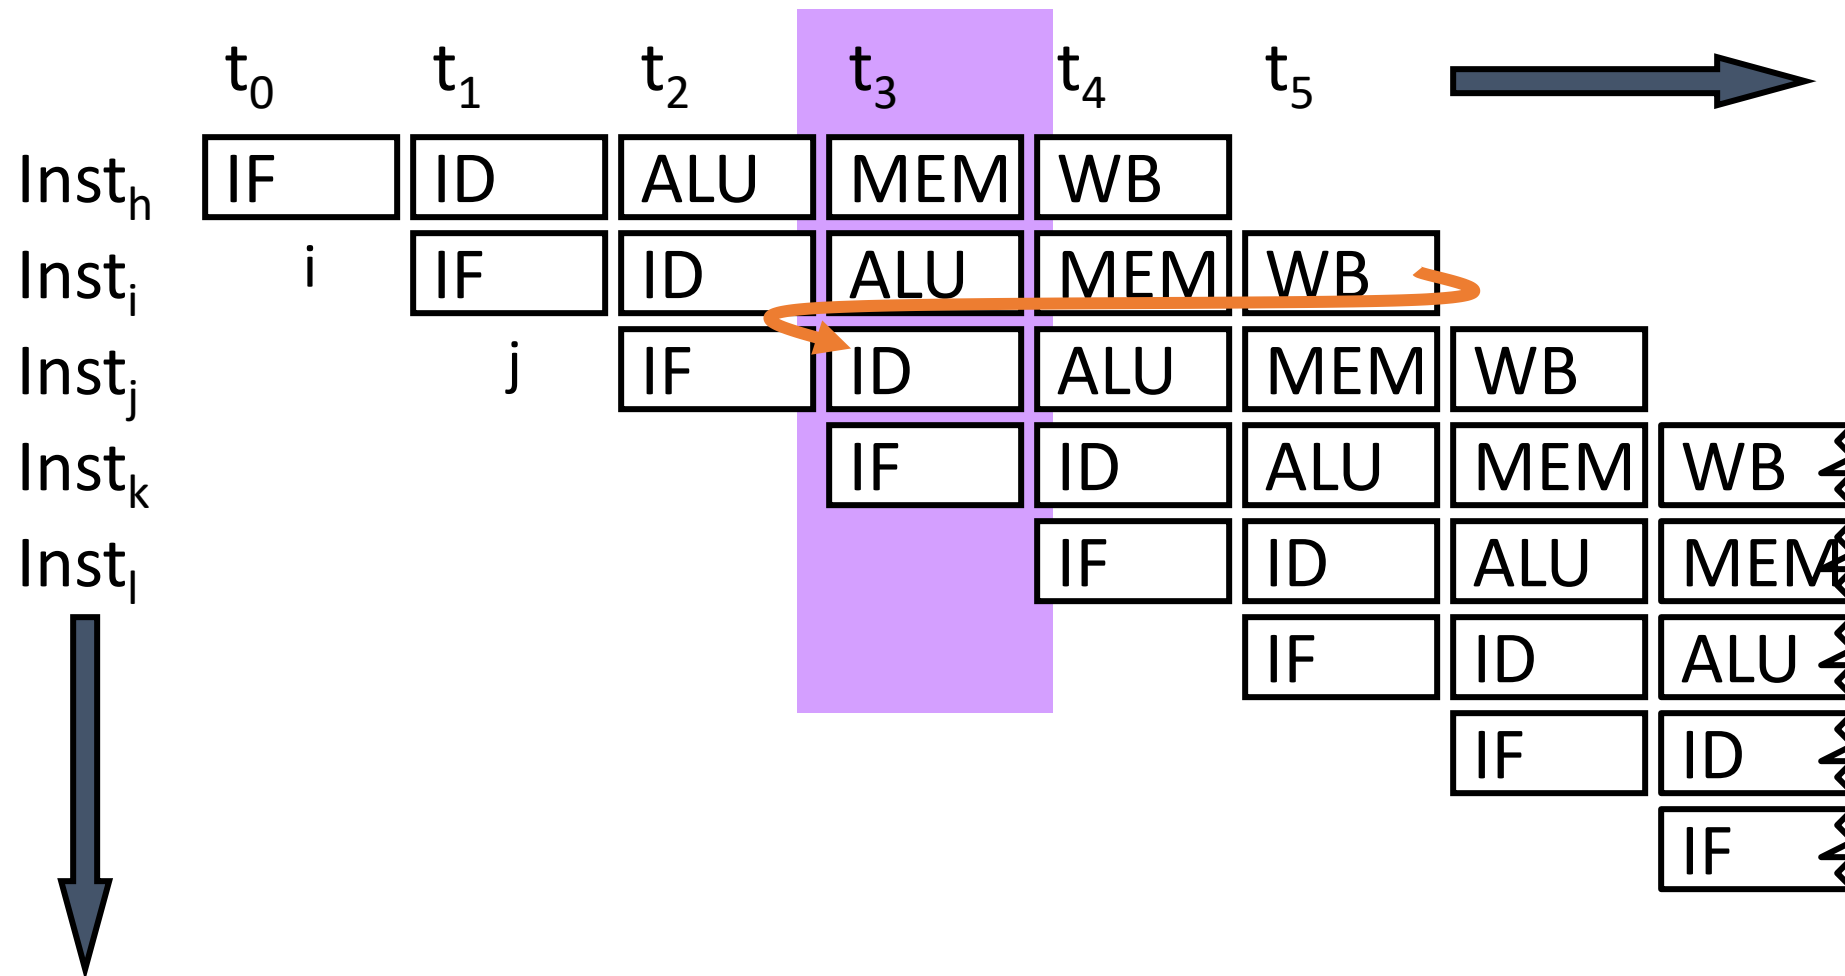 t₀ t₁ t₂ t₃ t₄ t₅
Instₕ IF ID ALU MEM WB
Instᵢ i IF ID ALU MEM WB
Instⱼ j IF ID ALU MEM WB
Instₖ IF ID ALU MEM WB
Instₗ IF ID ALU MEM
IF ID ALU
IF ID
IF